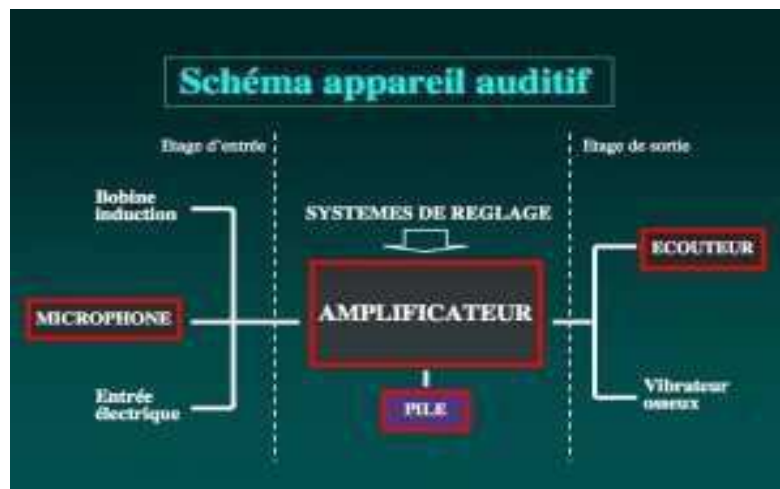 Schéma appareil auditif
Etage d'entrée
Etage de sortie
Bobine
induction
SYSTEMES DE REGLAGE
ECOUTEUR
MICROPHONE
AMPLIFICATEUR
Entrée
électrique
PILE
Vibrateur
osseux